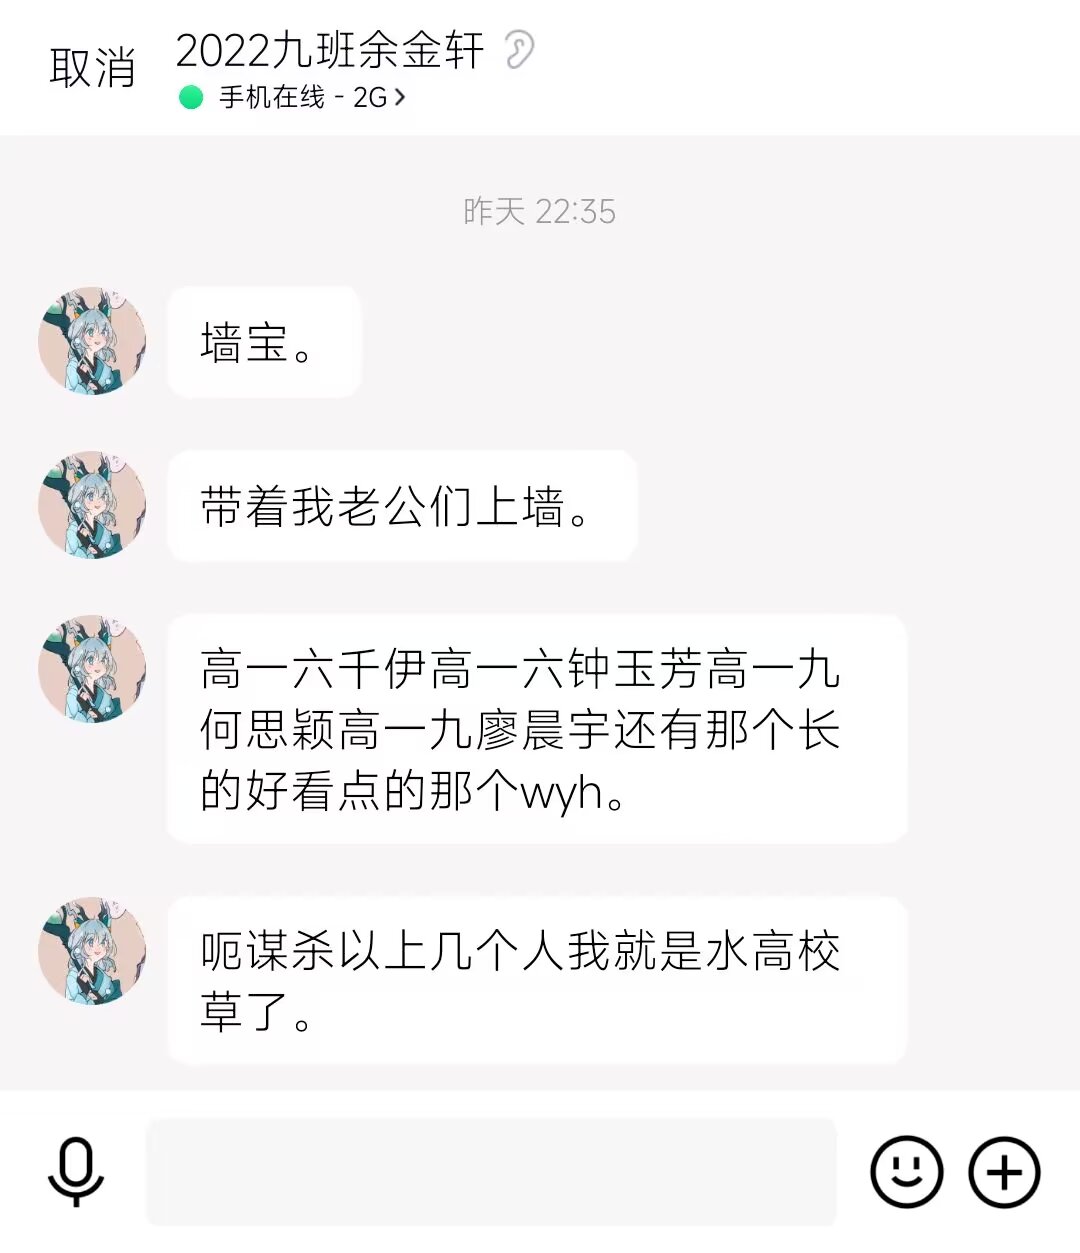 取消
2022九班余金轩
手机在线 - 2G
昨天 22:35
墙宝。
带着我老公们上墙。
高一六千伊高一六钟玉芳高一九
何思颖高一九廖晨宇还有那个长
的好看点的那个wyh。
呃谋杀以上几个人我就是水高校
草了。